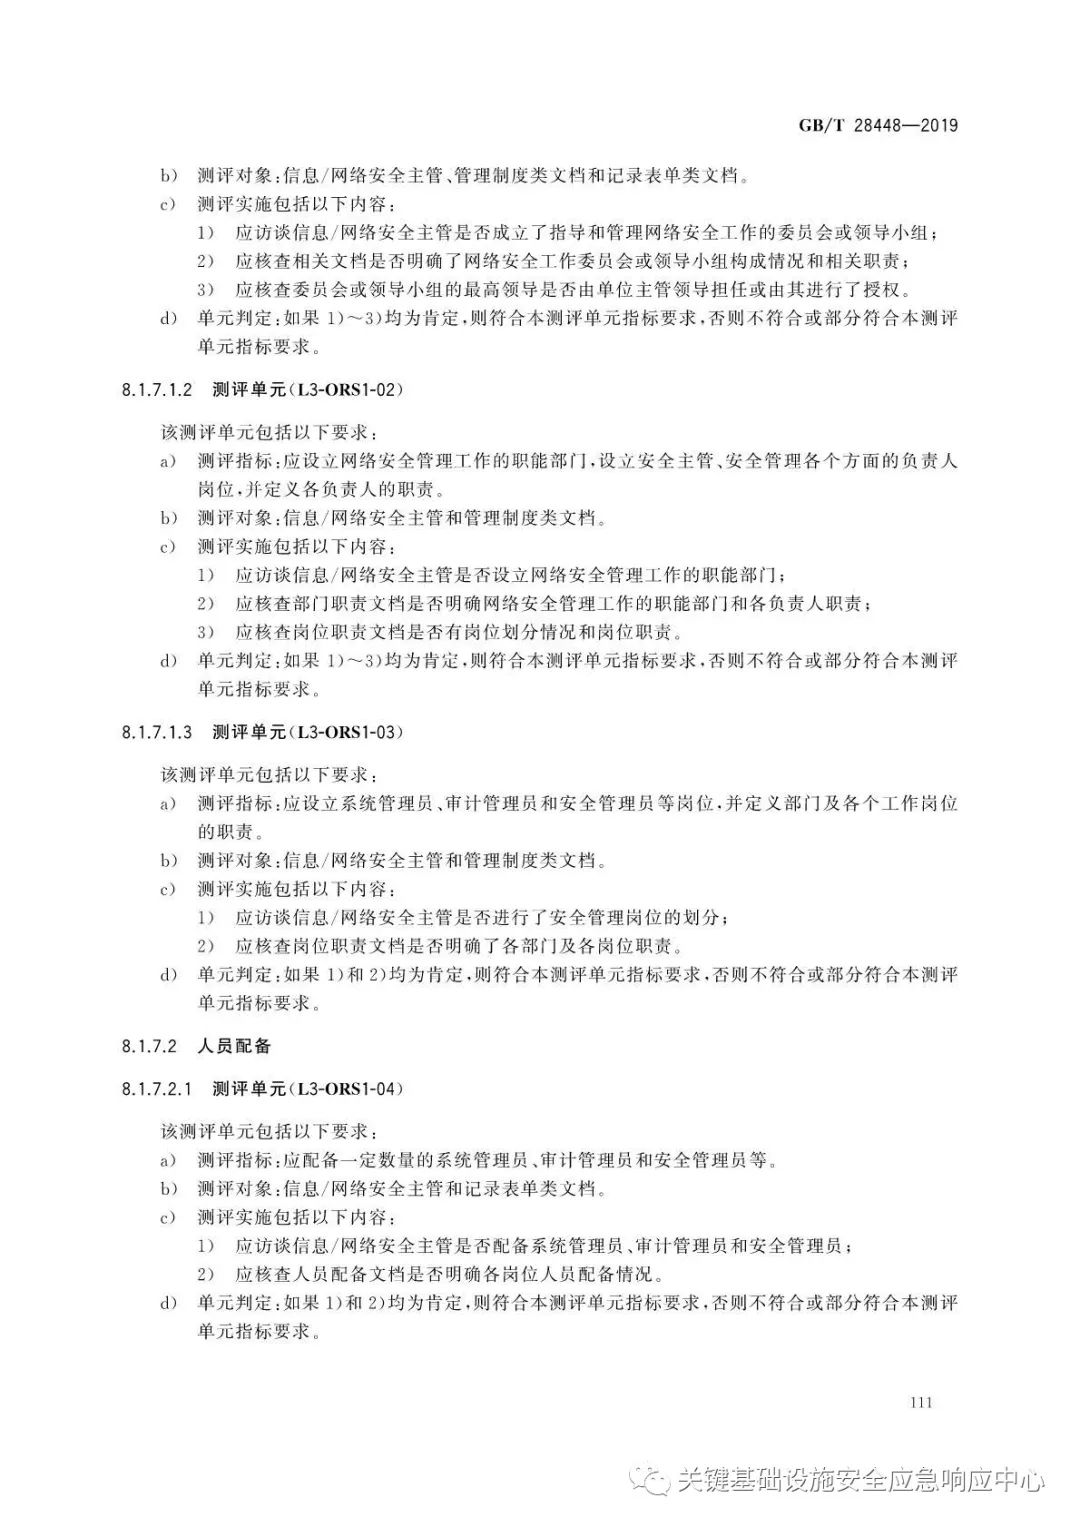 GB/T 28448—2019
b) 测评对象:信息/网络安全主管、管理制度类文档和记录表单类文档。
c) 测评实施包括以下内容:
1) 应访谈信息/网络安全主管是否成立了指导和管理网络安全工作的委员会或领导小组;
2) 应核查相关文档是否明确了网络安全工作委员会或领导小组构成情况和相关职责;
3) 应核查委员会或领导小组的最高领导是否由单位主管领导担任或由其进行了授权。
d) 单元判定:如果 1)～3)均为肯定,则符合本测评单元指标要求,否则不符合或部分符合本测评
单元指标要求。
8.1.7.1.2 测评单元(L3-ORS1-02)
该测评单元包括以下要求:
a) 测评指标:应设立网络安全管理工作的职能部门,设立安全主管、安全管理各个方面的负责人
岗位,并定义各负责人的职责。
b) 测评对象:信息/网络安全主管和管理制度类文档。
c) 测评实施包括以下内容:
1) 应访谈信息/网络安全主管是否设立网络安全管理工作的职能部门;
2) 应核查部门职责文档是否明确网络安全管理工作的职能部门和各负责人职责;
3) 应核查岗位职责文档是否有岗位划分情况和岗位职责。
d) 单元判定:如果 1)～3)均为肯定,则符合本测评单元指标要求,否则不符合或部分符合本测评
单元指标要求。
8.1.7.1.3 测评单元(L3-ORS1-03)
该测评单元包括以下要求:
a) 测评指标:应设立系统管理员、审计管理员和安全管理员等岗位,并定义部门及各个工作岗位
的职责。
b) 测评对象:信息/网络安全主管和管理制度类文档。
c) 测评实施包括以下内容:
1) 应访谈信息/网络安全主管是否进行了安全管理岗位的划分;
2) 应核查岗位职责文档是否明确了各部门及各岗位职责。
d) 单元判定:如果 1)和 2)均为肯定,则符合本测评单元指标要求,否则不符合或部分符合本测评
单元指标要求。
8.1.7.2 人员配备
8.1.7.2.1 测评单元(L3-ORS1-04)
该测评单元包括以下要求:
a) 测评指标:应配备一定数量的系统管理员、审计管理员和安全管理员等。
b) 测评对象:信息/网络安全主管和记录表单类文档。
c) 测评实施包括以下内容:
1) 应访谈信息/网络安全主管是否配备系统管理员、审计管理员和安全管理员;
2) 应核查人员配备文档是否明确各岗位人员配备情况。
d) 单元判定:如果 1)和 2)均为肯定,则符合本测评单元指标要求,否则不符合或部分符合本测评
单元指标要求。
111
关键基础设施安全应急响应中心